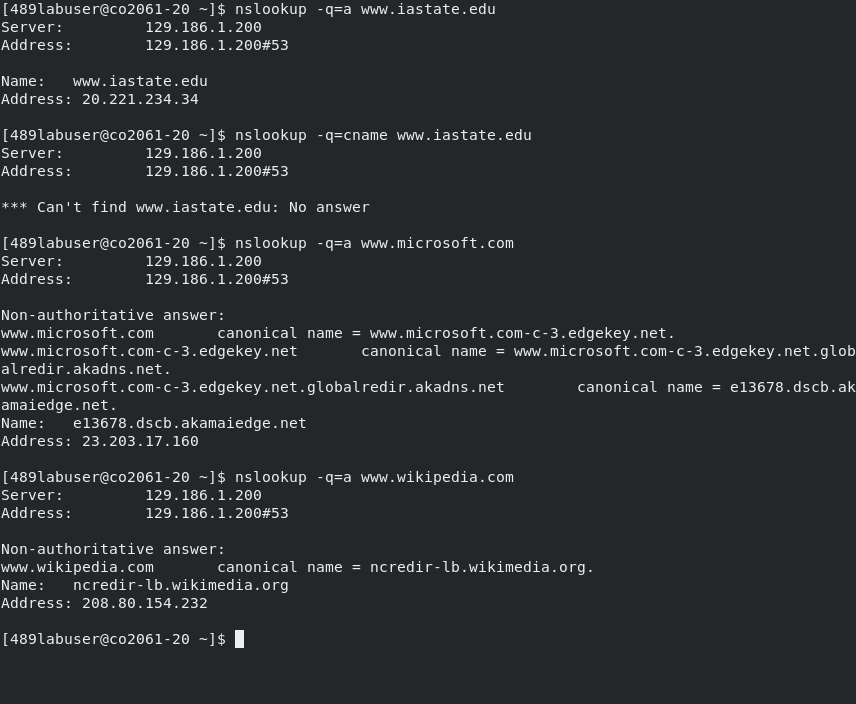 [489labuser@co2061-20 ~]$ nslookup -q=a www.iastate.edu
Server:         129.186.1.200
Address:        129.186.1.200#53

Name:   www.iastate.edu
Address: 20.221.234.34

[489labuser@co2061-20 ~]$ nslookup -q=cname www.iastate.edu
Server:         129.186.1.200
Address:        129.186.1.200#53

*** Can't find www.iastate.edu: No answer

[489labuser@co2061-20 ~]$ nslookup -q=a www.microsoft.com
Server:         129.186.1.200
Address:        129.186.1.200#53

Non-authoritative answer:
www.microsoft.com       canonical name = www.microsoft.com-c-3.edgekey.net.
www.microsoft.com-c-3.edgekey.net       canonical name = www.microsoft.com-c-3.edgekey.net.glob
alredir.akadns.net.
www.microsoft.com-c-3.edgekey.net.globalredir.akadns.net        canonical name = e13678.dscb.ak
amaiedge.net.
Name:   e13678.dscb.akamaiedge.net
Address: 23.203.17.160

[489labuser@co2061-20 ~]$ nslookup -q=a www.wikipedia.com
Server:         129.186.1.200
Address:        129.186.1.200#53

Non-authoritative answer:
www.wikipedia.com       canonical name = ncredir-lb.wikimedia.org.
Name:   ncredir-lb.wikimedia.org
Address: 208.80.154.232

[489labuser@co2061-20 ~]$